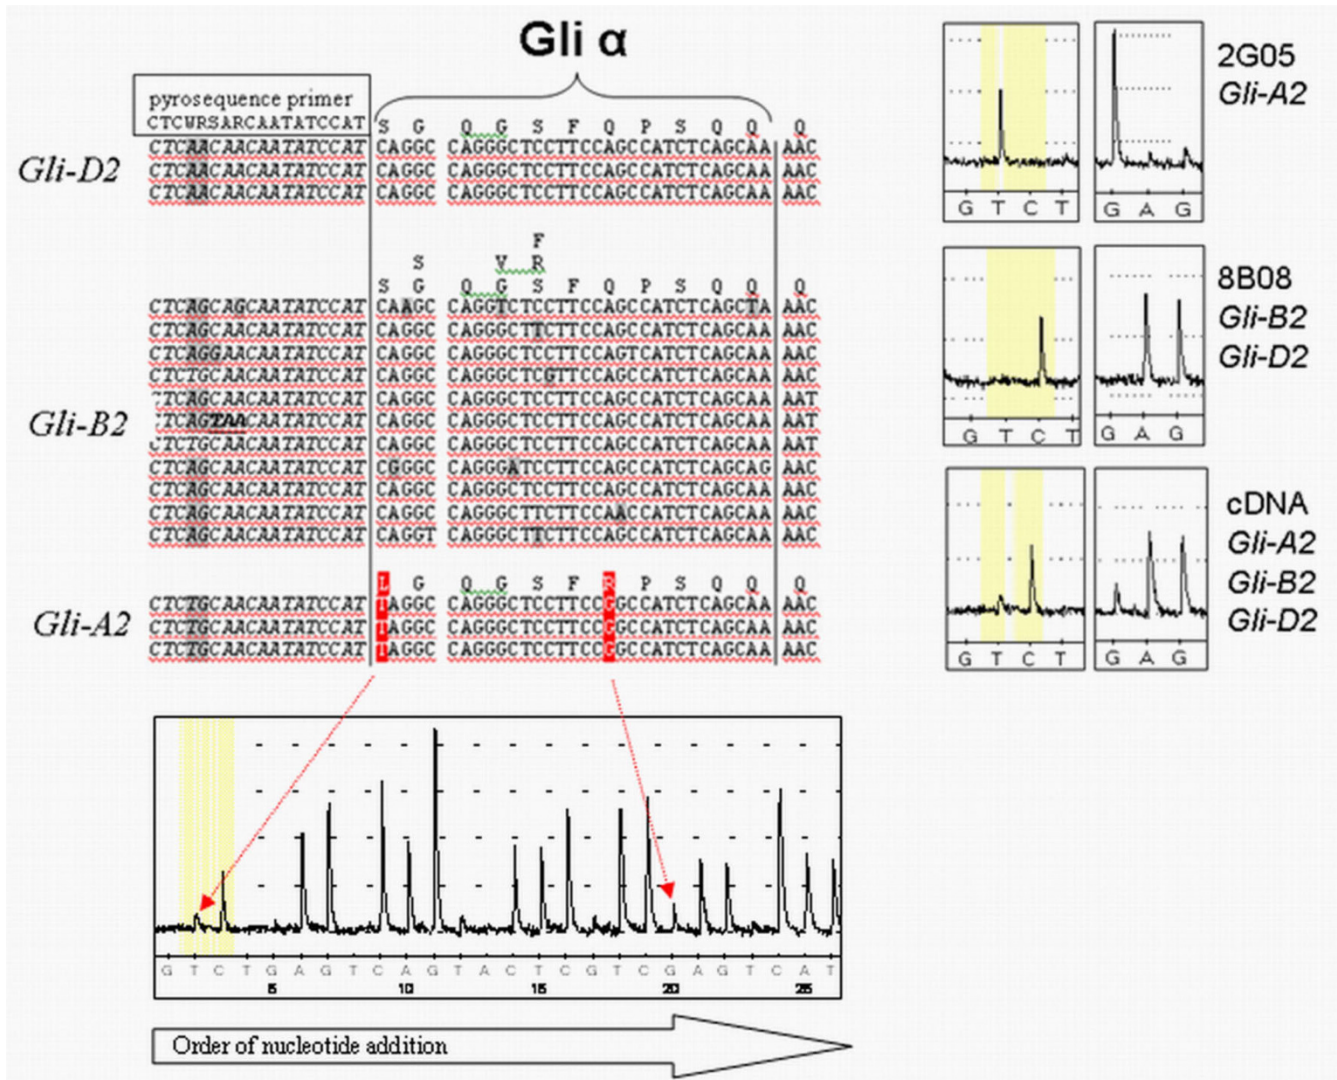 Gli α
pyrosequence primer
CTCWRSARCAATATCCAT S G Q G S F Q P S Q Q Q
Gli-D2
CTCAACAACAATATCCAT CAGGC CAGGGCTCCTTCCAGCCATCTCAGCAA AAC
CTCAACAACAATATCCAT CAGGC CAGGGCTCCTTCCAGCCATCTCAGCAA AAC
CTCAACAACAATATCCAT CAGGC CAGGGCTCCTTCCAGCCATCTCAGCAA AAC
F
S V R
S G Q G S F Q P S Q Q Q
CTCAGCAGCAATATCCAT CAAGC CAGGTCTCCTTCCAGCCATCTCAGCTA AAC
CTCAGCAACAATATCCAT CAGGC CAGGGCTTCTTCCAGCCATCTCAGCAA AAC
CTCAGGAACAATATCCAT CAGGC CAGGGCTCCTTCCAGTCATCTCAGCAA AAC
CTCTGCAACAATATCCAT CAGGC CAGGGCTCGTTCCAGCCATCTCAGCAA AAC
CTCAGCAACAATATCCAT CAGGC CAGGGCTCCTTCCAGCCATCTCAGCAA AAT
Gli-B2
CTCAGTAACAATATCCAT CAGGC CAGGGCTCCTTCCAGCCATCTCAGCAA AAT
CTCTGCAACAATATCCAT CAGGC CAGGGCTCCTTCCAGCCATCTCAGCAA AAT
CTCAGCAACAATATCCAT CGGGC CAGGGATCCTTCCAGCCATCTCAGCAG AAC
CTCAGCAACAATATCCAT CAGGC CAGGGCTCCTTCCAGCCATCTCAGCAA AAC
CTCAGCAACAATATCCAT CAGGC CAGGGCTTCTTCCAACCATCTCAGCAA AAC
CTCAGCAACAATATCCAT CAGGT CAGGGCTTCTTCCAGCCATCTCAGCAA AAC
L G Q G S F R P S Q Q Q
Gli-A2
CTCTGCAACAATATCCAT TAGGC CAGGGCTCCTTCCGGCCATCTCAGCAA AAC
CTCTGCAACAATATCCAT TAGGC CAGGGCTCCTTCCGGCCATCTCAGCAA AAC
CTCTGCAACAATATCCAT TAGGC CAGGGCTCCTTCCGGCCATCTCAGCAA AAC
G T C T G A G T C A G T A C T C G T C G A G T C A T
5 10 15 20 25
Order of nucleotide addition
G T C T G A G
2G05
Gli-A2
G T C T G A G
8B08
Gli-B2
Gli-D2
G T C T G A G
cDNA
Gli-A2
Gli-B2
Gli-D2